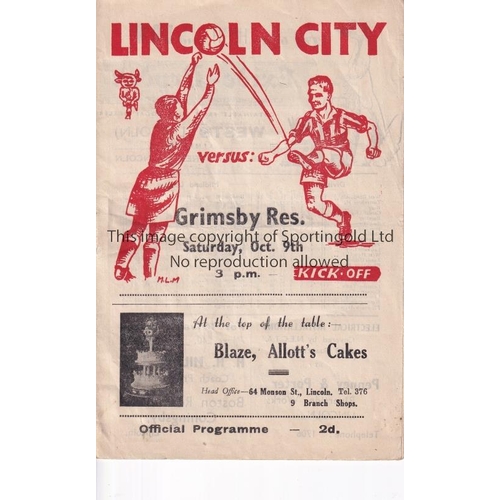 LINCOLN CITY
versus:
Grimsby Res.
This image copyright of Sportingold Ltd
Saturday, Oct. 9th
No reproduction allowed
3 p.m. — KICK-OFF
M.L.M
At the top of the table:—
Blaze, Allott's Cakes
Head Office—64 Monson St., Lincoln. Tel. 376
9 Branch Shops.
Official Programme — 2d.